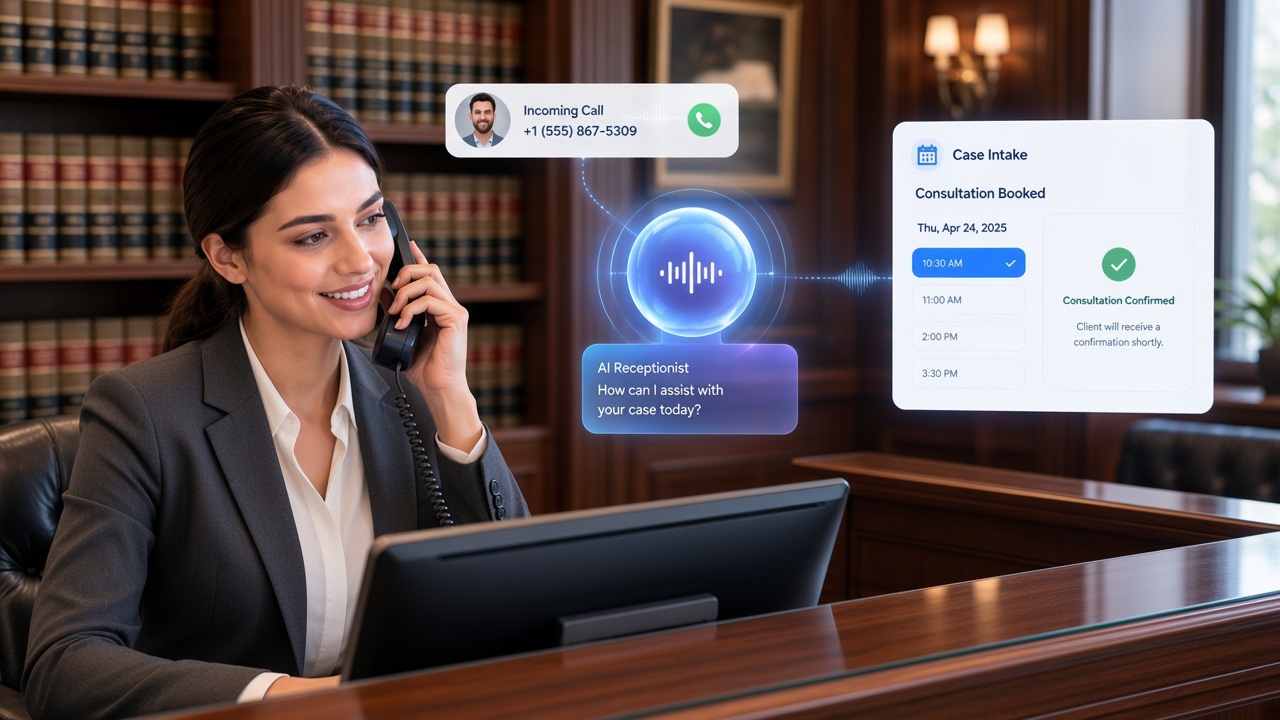 Incoming Call
+1 (555) 867-5309
AI Receptionist
How can I assist with
your case today?
Case Intake
Consultation Booked
Thu, Apr 24, 2025
10:30 AM
11:00 AM
2:00 PM
3:30 PM
Consultation Confirmed
Client will receive a
confirmation shortly.